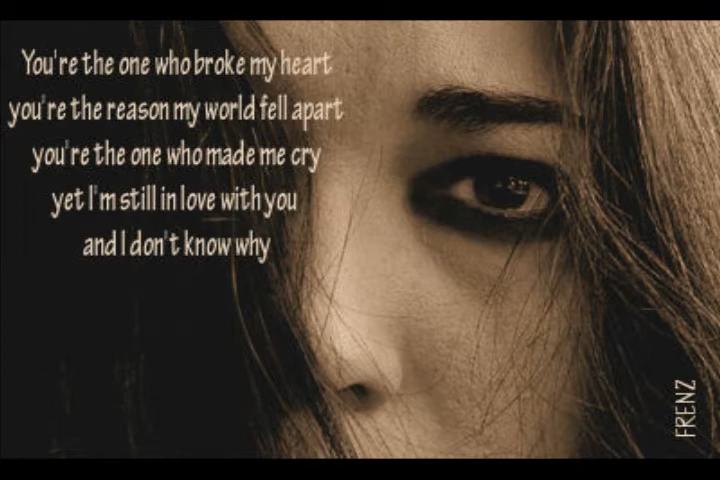 You're the one who broke my heart
you're the reason my world fell apart
you're the one who made me cry
yet I'm still in love with you
and I don't know why
FRENZ